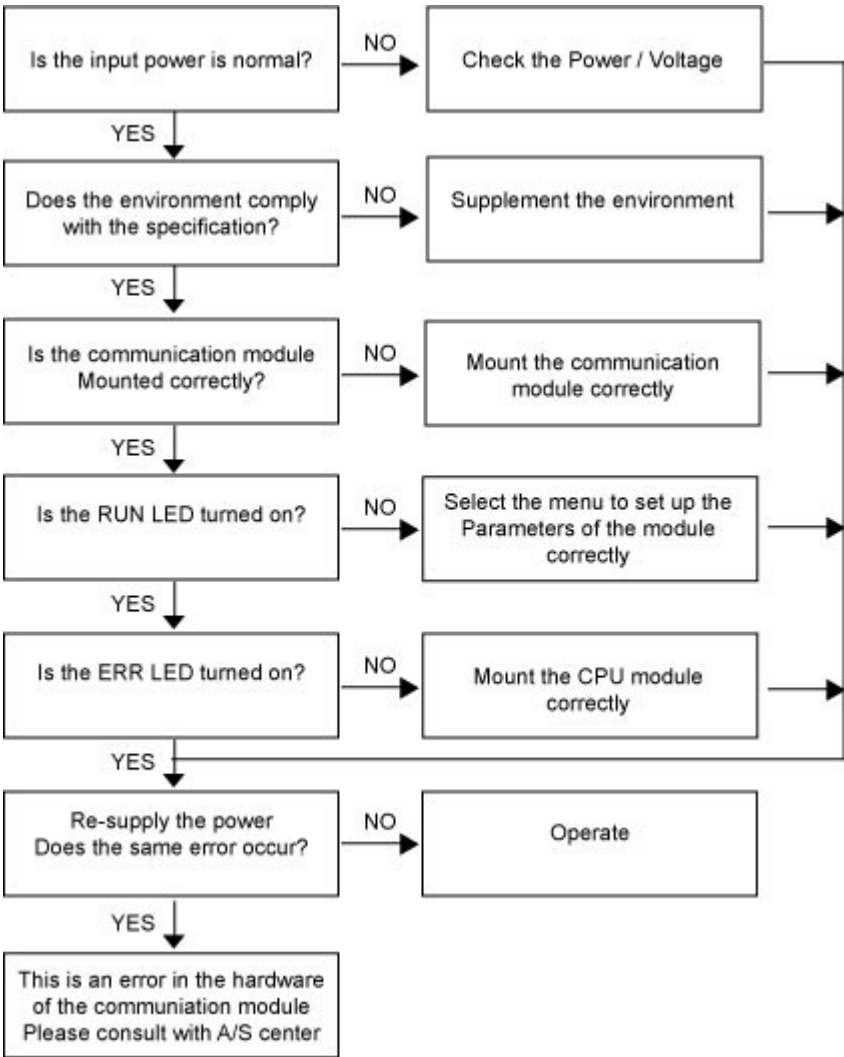 Is the input power is normal?
NO
Check the Power / Voltage
YES
Does the environment comply
with the specification?
NO
Supplement the environment
YES
Is the communication module
Mounted correctly?
NO
Mount the communication
module correctly
YES
Is the RUN LED turned on?
NO
Select the menu to set up the
Parameters of the module
correctly
YES
Is the ERR LED turned on?
NO
Mount the CPU module
correctly
YES
Re-supply the power
Does the same error occur?
NO
Operate
YES
This is an error in the hardware
of the communiation module
Please consult with A/S center